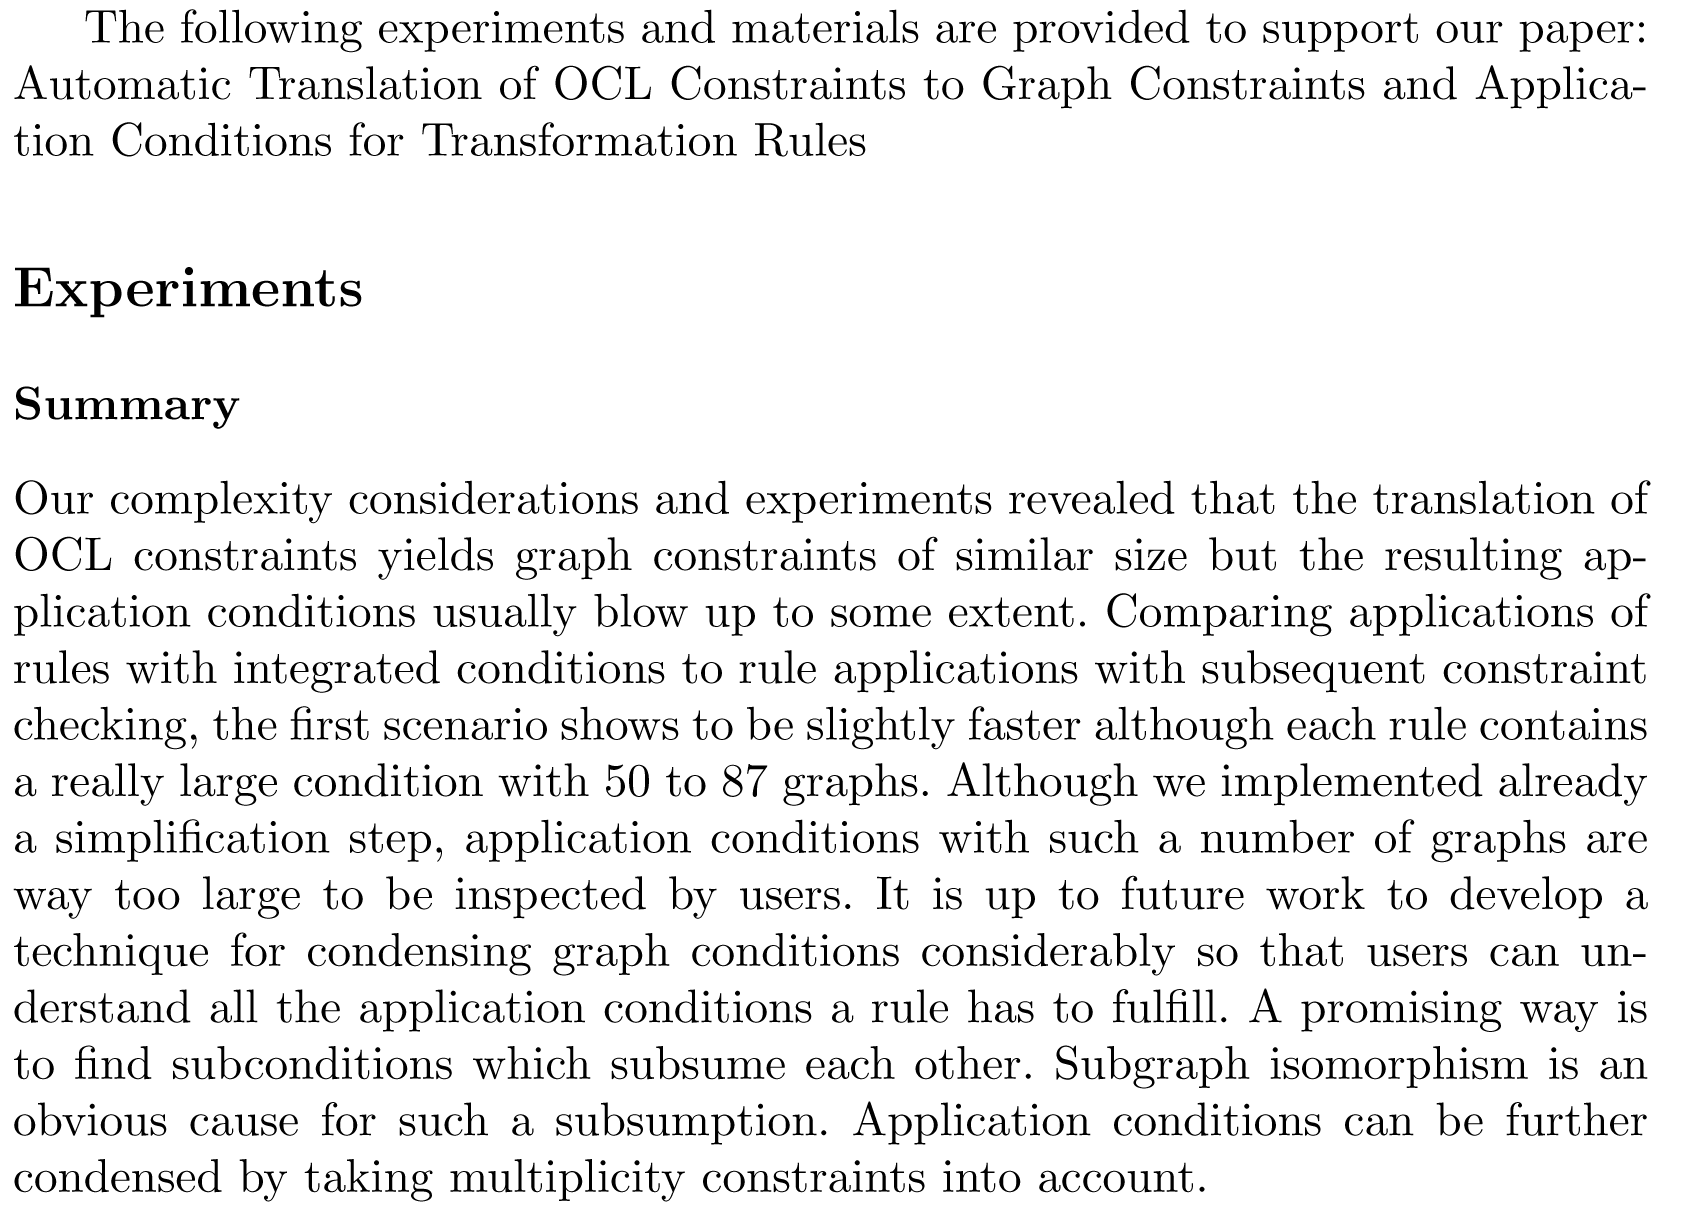 The following experiments and materials are provided to support our paper:
Automatic Translation of OCL Constraints to Graph Constraints and Applica-
tion Conditions for Transformation Rules
Experiments
Summary
Our complexity considerations and experiments revealed that the translation of
OCL constraints yields graph constraints of similar size but the resulting ap-
plication conditions usually blow up to some extent. Comparing applications of
rules with integrated conditions to rule applications with subsequent constraint
checking, the first scenario shows to be slightly faster although each rule contains
a really large condition with 50 to 87 graphs. Although we implemented already
a simplification step, application conditions with such a number of graphs are
way too large to be inspected by users. It is up to future work to develop a
technique for condensing graph conditions considerably so that users can un-
derstand all the application conditions a rule has to fulfill. A promising way is
to find subconditions which subsume each other. Subgraph isomorphism is an
obvious cause for such a subsumption. Application conditions can be further
condensed by taking multiplicity constraints into account.